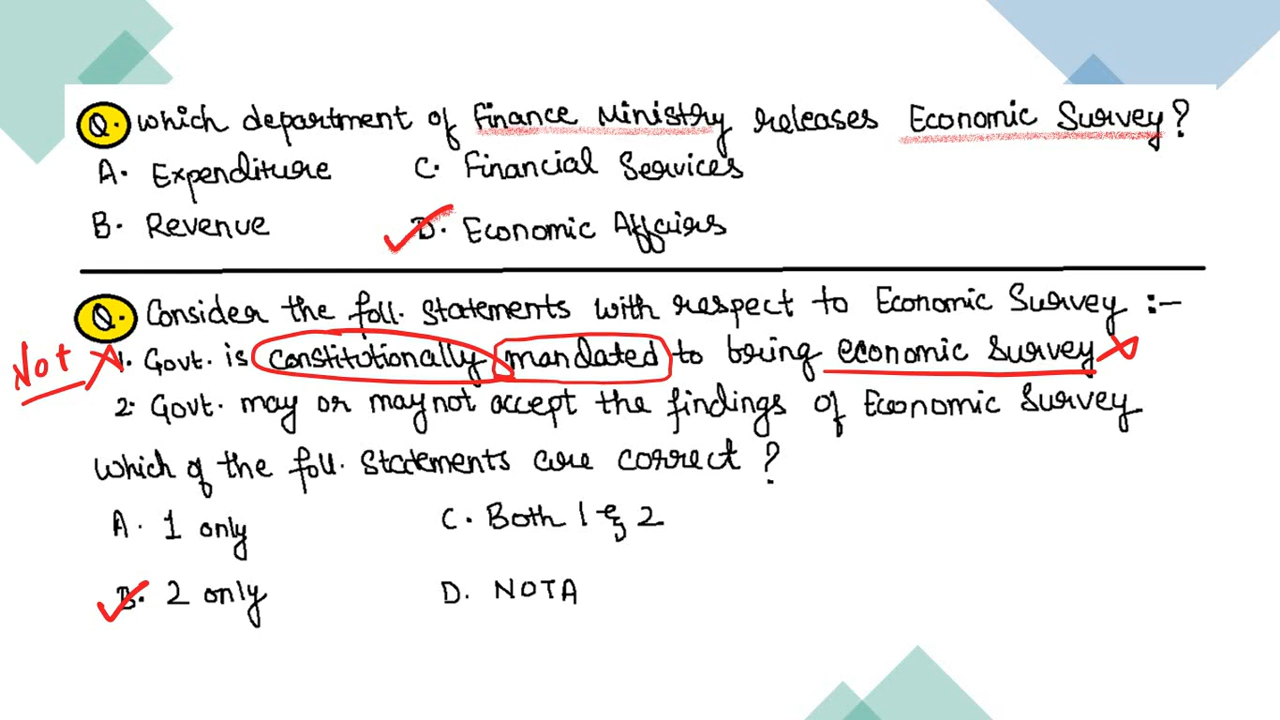 Q. Which department of Finance Ministry releases Economic Survey?
A. Expenditure C. Financial Services
B. Revenue D. Economic Affairs
Q. Consider the foll. statements with respect to Economic Survey :-
Not 1. Govt. is constitutionally mandated to being economic survey
2. Govt. may or may not accept the findings of Economic Survey
Which of the foll. statements are correct ?
A. 1 only C. Both 1 & 2
B. 2 only D. NOTA